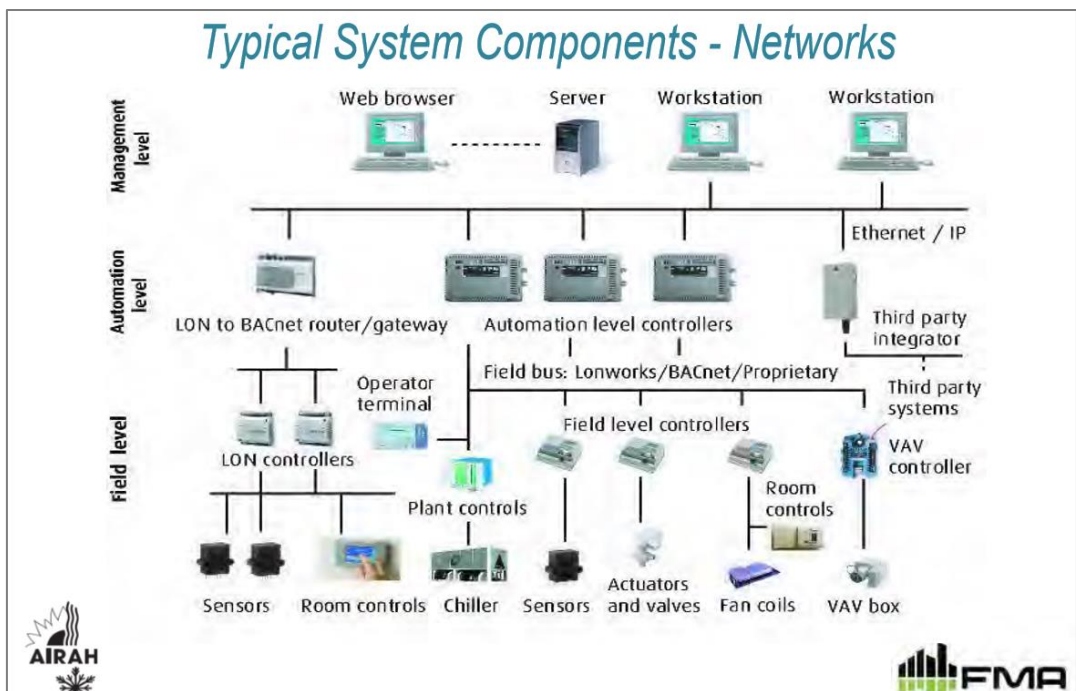 Typical System Components - Networks
Management
level
Web browser
Server
Workstation
Workstation
Ethernet / IP
Automation
level
LON to BACnet router/gateway
Automation level controllers
Third party
integrator
Field bus: Lonworks/BACnet/Proprietary
Operator
terminal
Third party
systems
Field level
Field level controllers
LON controllers
VAV
controller
Plant controls
Room
controls
Sensors
Room controls
Chiller
Sensors
Actuators
and valves
Fan coils
VAV box
AIRAH
FMA